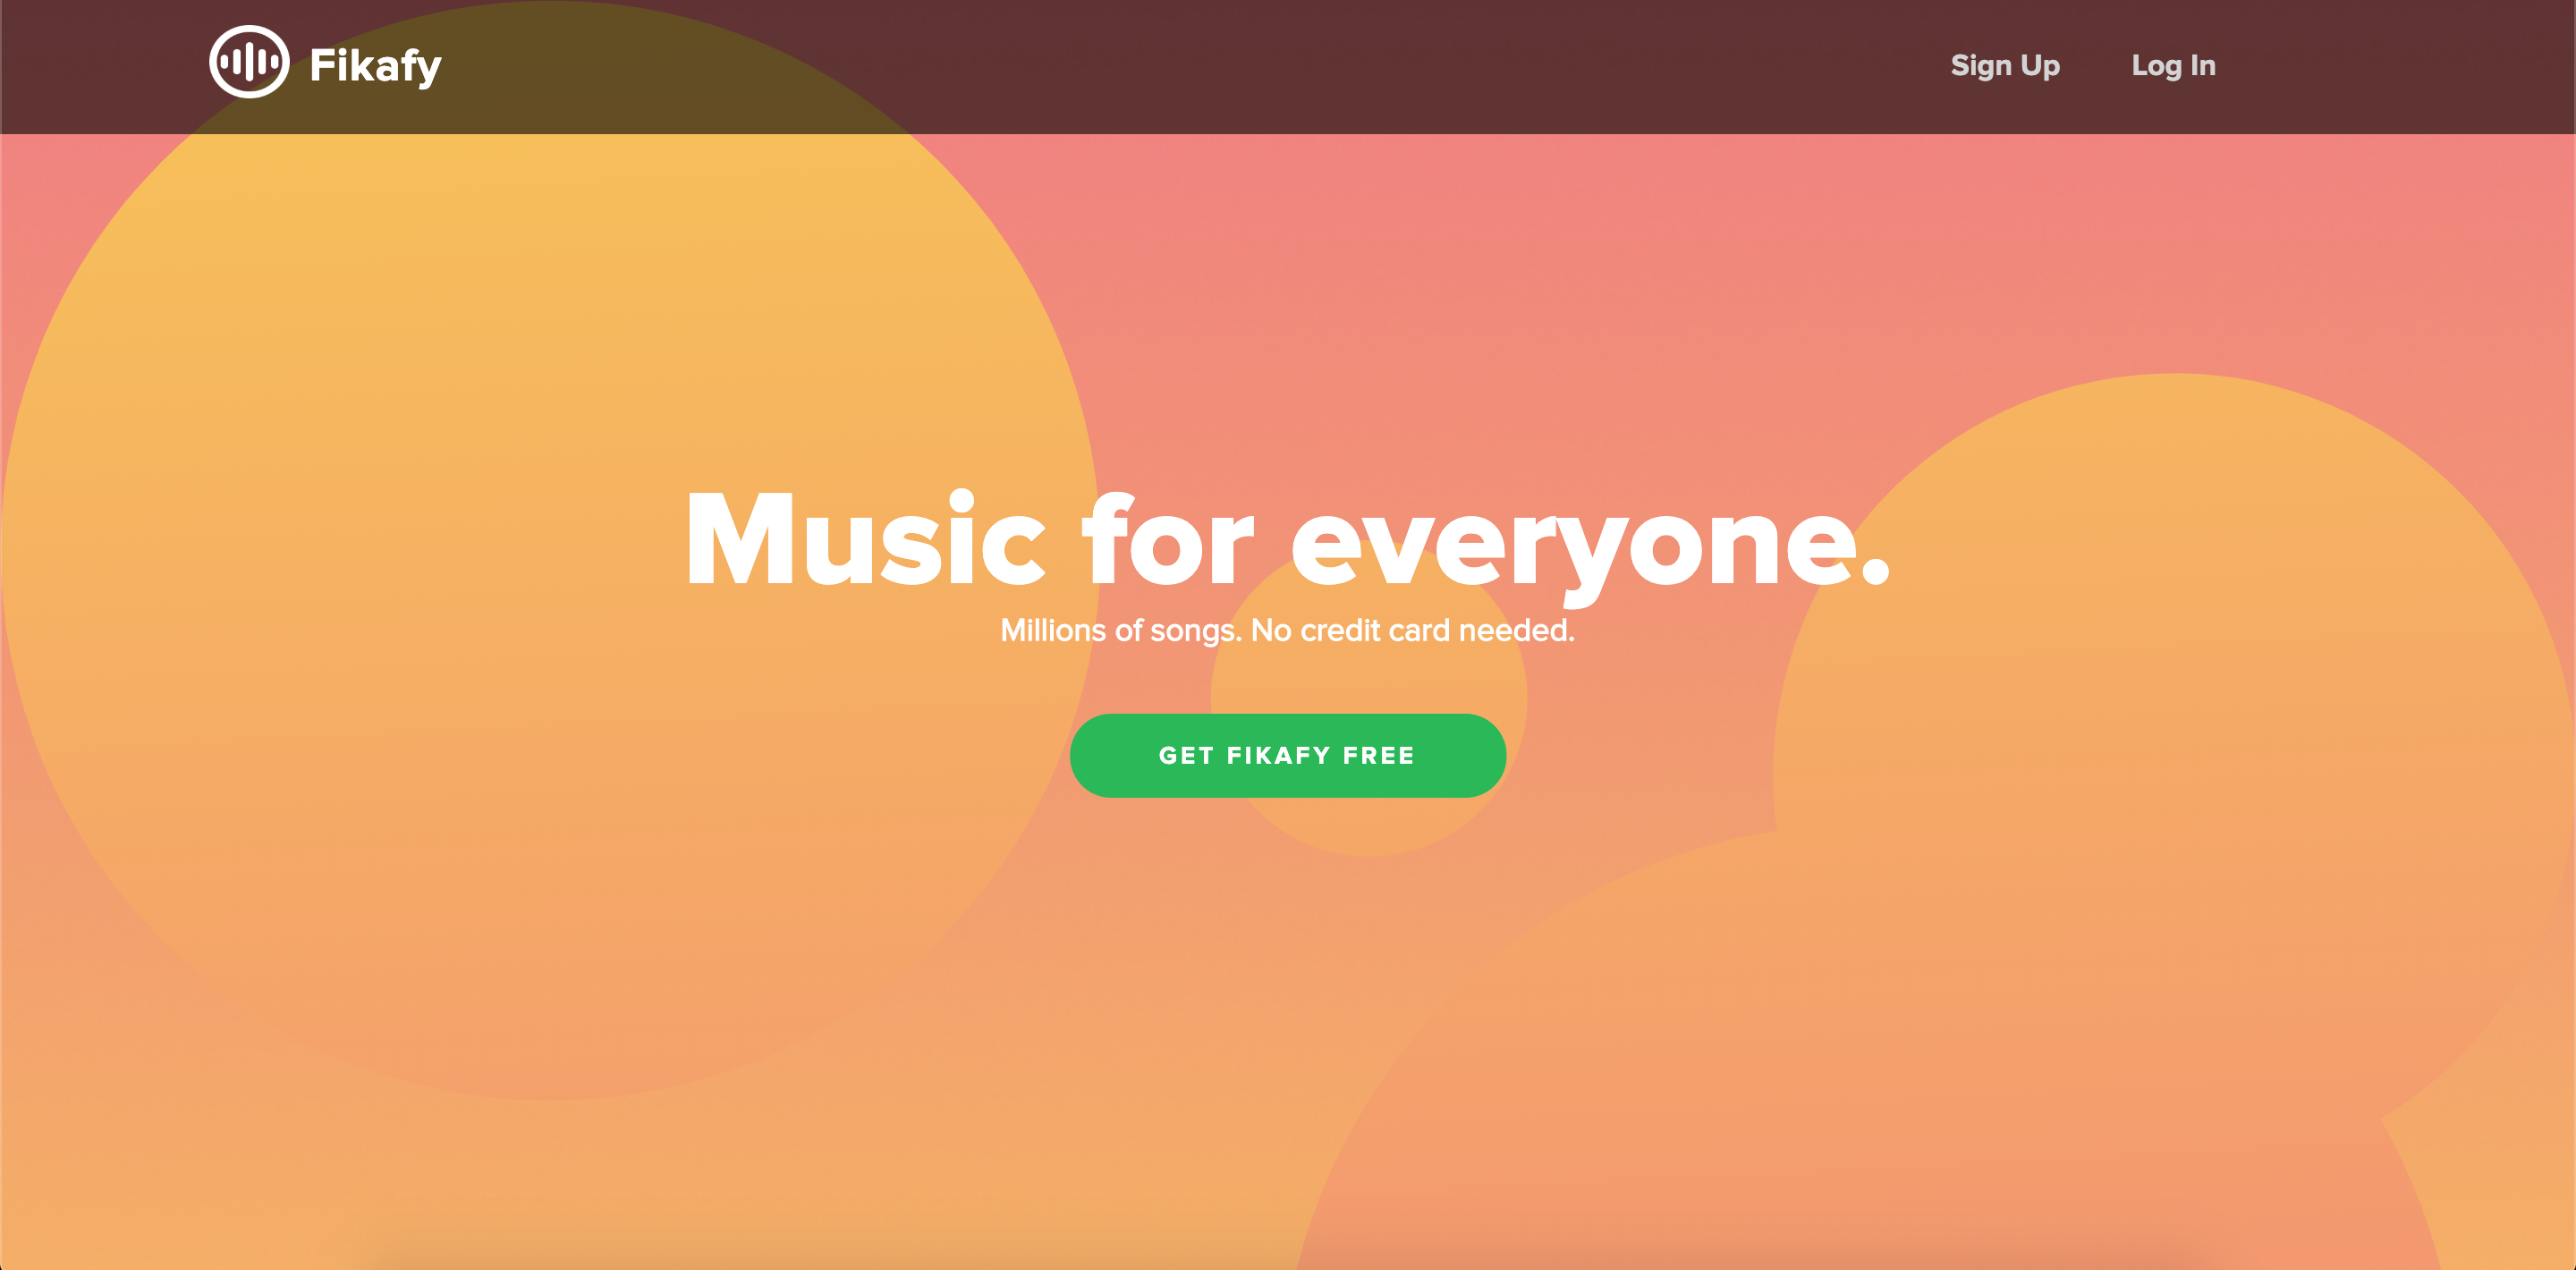 Fikafy
Sign Up
Log In
Music for everyone.
Millions of songs. No credit card needed.
GET FIKAFY FREE